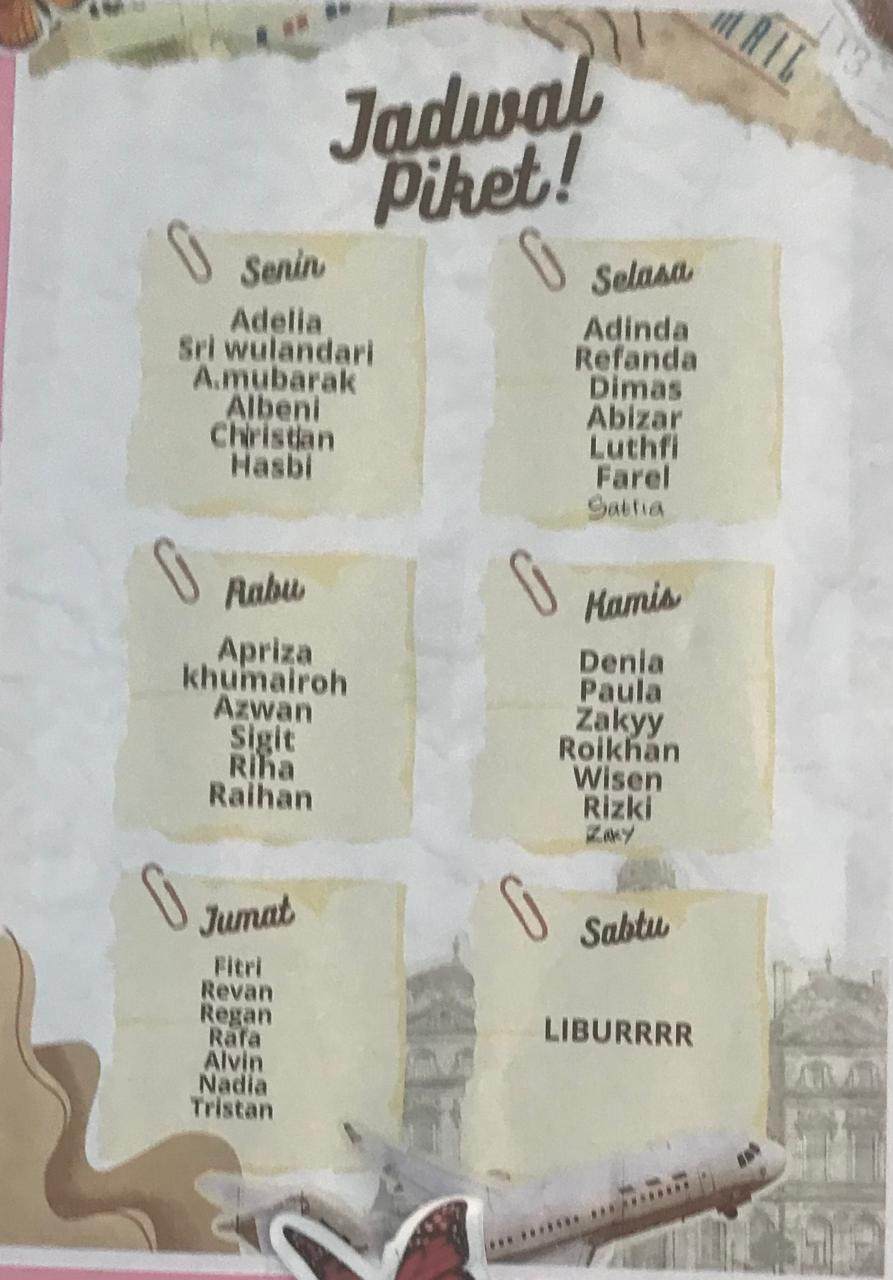 MAIL
Jadwal
Piket!
Senin
Adelia
Sri wulandari
A.mubarak
Albeni
Christian
Hasbi
Selasa
Adinda
Refanda
Dimas
Abizar
Luthfi
Farel
Rabu
Apriza
khumairoh
Azwan
Sigit
Riha
Raihan
Kamis
Denia
Paula
Zakyy
Roikhan
Wisen
Rizki
Zaky
Jumat
Fitri
Revan
Regan
Rafa
Alvin
Nadia
Tristan
Sabtu
LIBURRRR